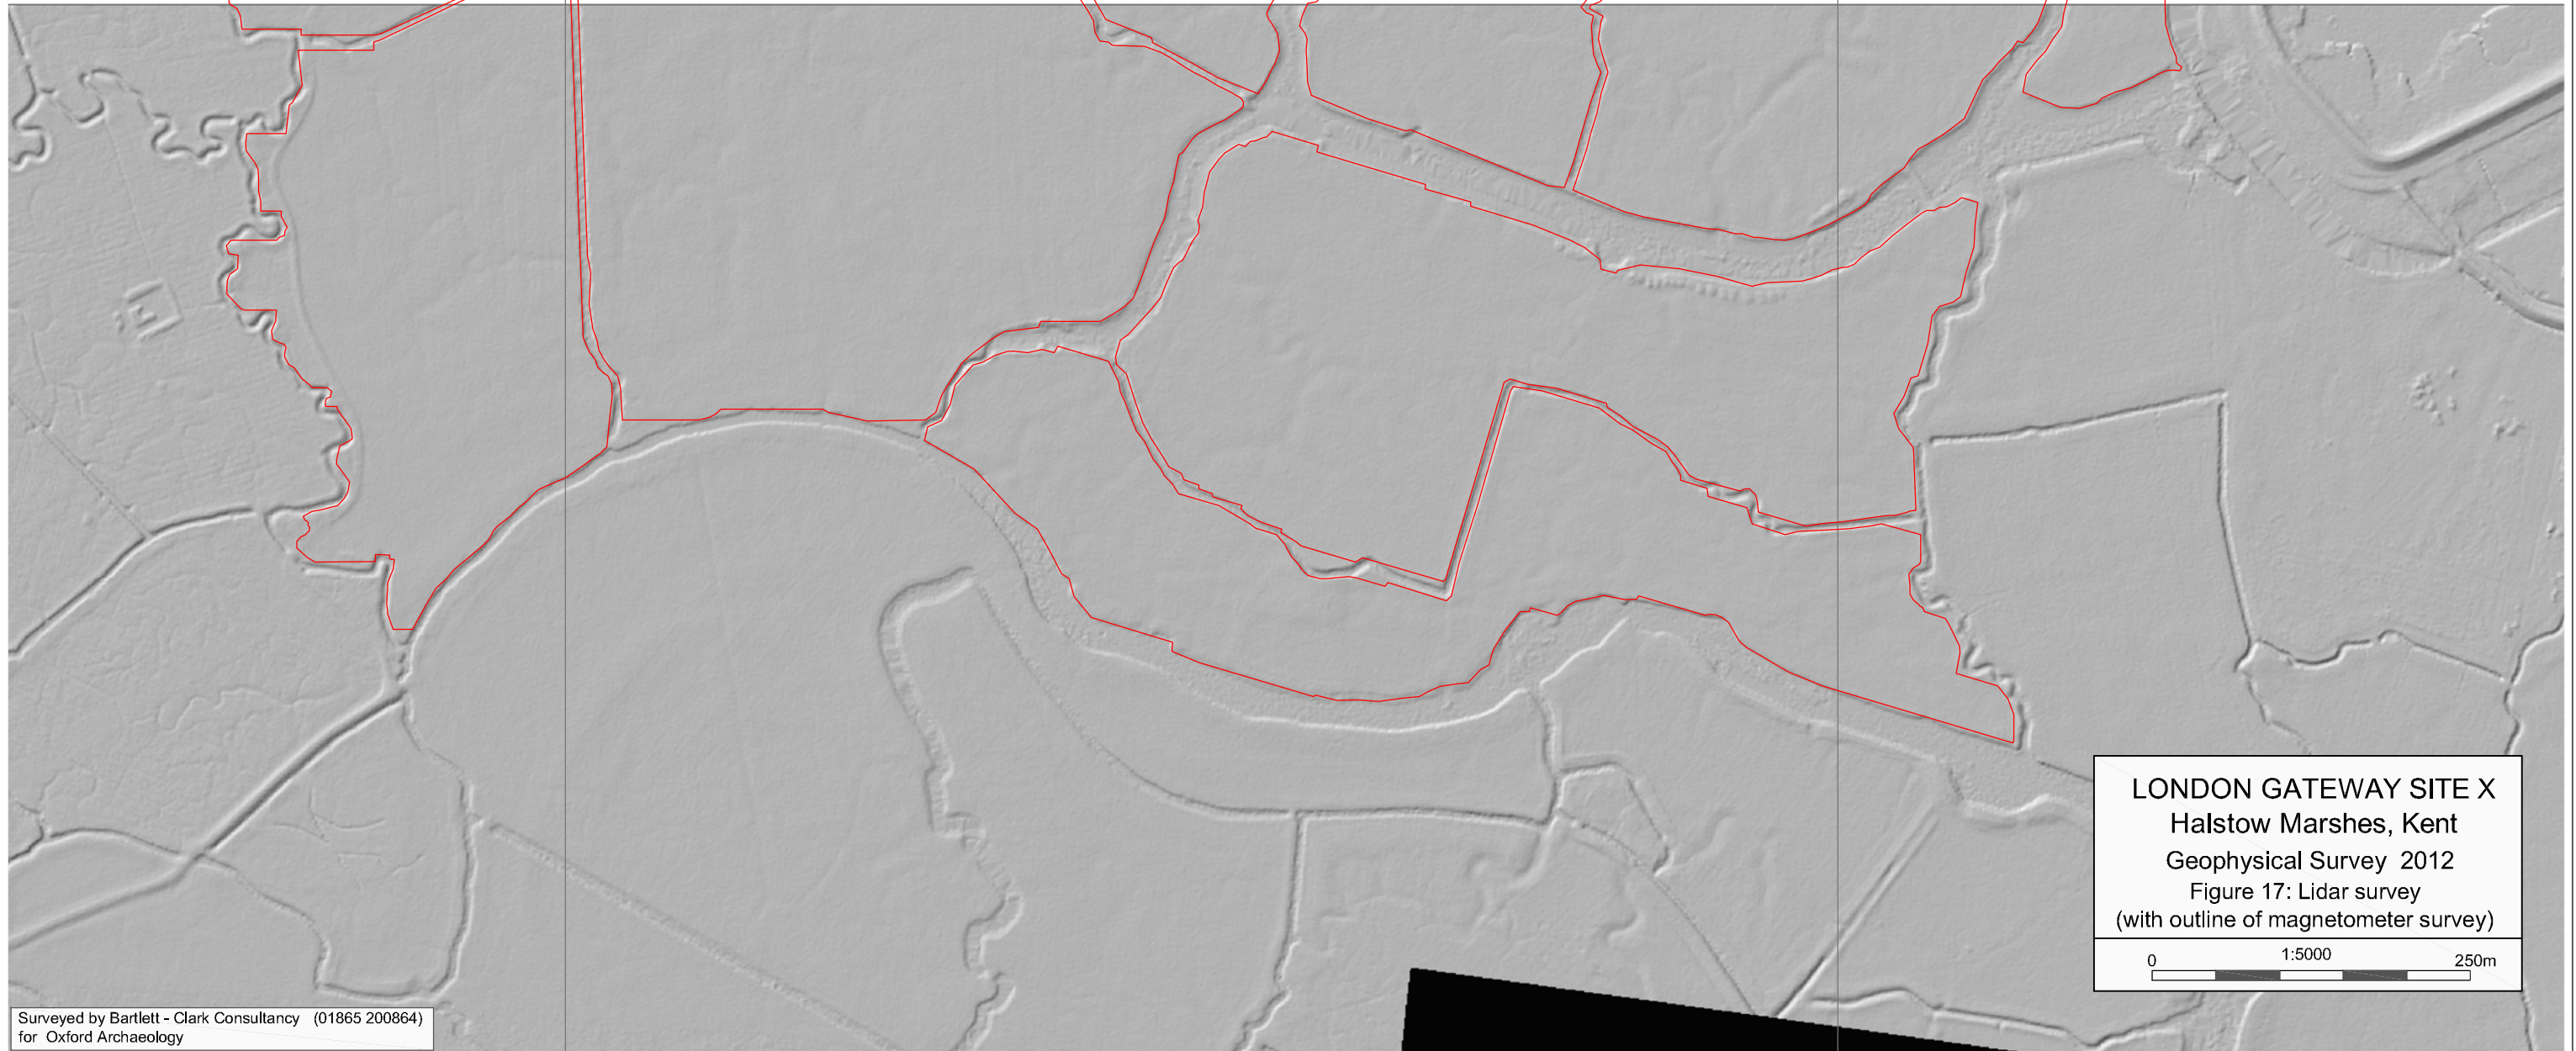 LONDON GATEWAY SITE X
Halstow Marshes, Kent
Geophysical Survey 2012
Figure 17: Lidar survey
(with outline of magnetometer survey)
1:5000
0 250m
Surveyed by Bartlett - Clark Consultancy (01865 200864)
for Oxford Archaeology